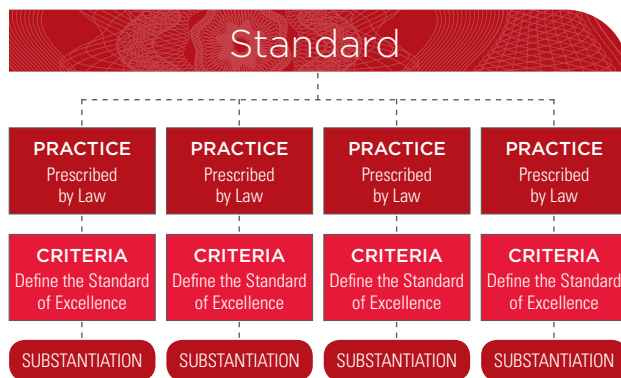 Standard
PRACTICE PRACTICE PRACTICE PRACTICE
Prescribed Prescribed Prescribed Prescribed
by Law by Law by Law by Law
CRITERIA CRITERIA CRITERIA CRITERIA
Define the Standard Define the Standard Define the Standard Define the Standard
of Excellence of Excellence of Excellence of Excellence
SUBSTANTIATION SUBSTANTIATION SUBSTANTIATION SUBSTANTIATION